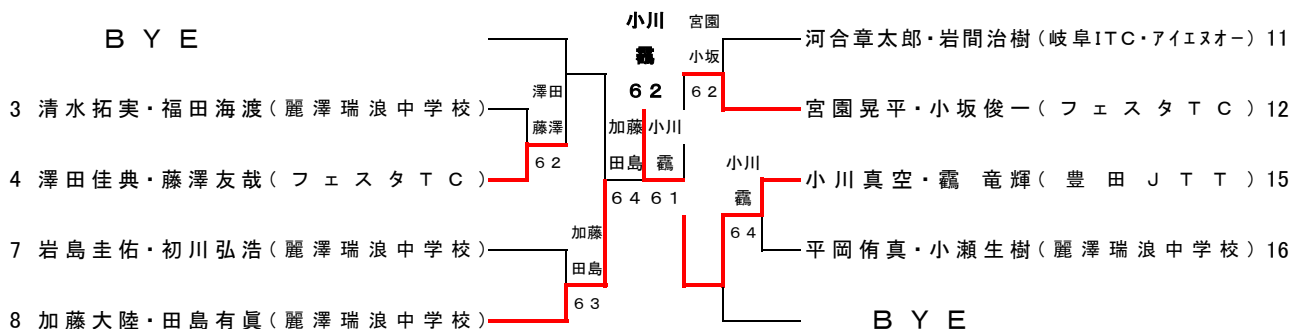 BYE
3 清水拓実・福田海渡(麗澤瑞浪中学校)
4 澤田佳典・藤澤友哉(フェスタTC)
7 岩島圭佑・初川弘浩(麗澤瑞浪中学校)
8 加藤大陸・田島有眞(麗澤瑞浪中学校)
澤田
藤澤
62
加藤
田島
63
加藤
田島
64
小川
靏
62
小川
靏
61
宮園
小坂
62
小川
靏
64
河合章太郎・岩間治樹(岐阜ITC・アイエヌオー) 11
宮園晃平・小坂俊一(フェスタTC) 12
小川真空・靏 竜輝(豊田JTT) 15
平岡侑真・小瀬生樹(麗澤瑞浪中学校) 16
BYE